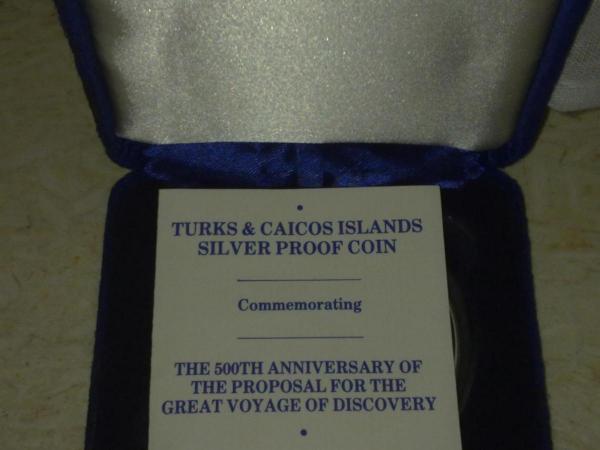 TURKS & CAICOS ISLANDS
SILVER PROOF COIN
Commemorating
THE 500TH ANNIVERSARY OF
THE PROPOSAL FOR THE
GREAT VOYAGE OF DISCOVERY